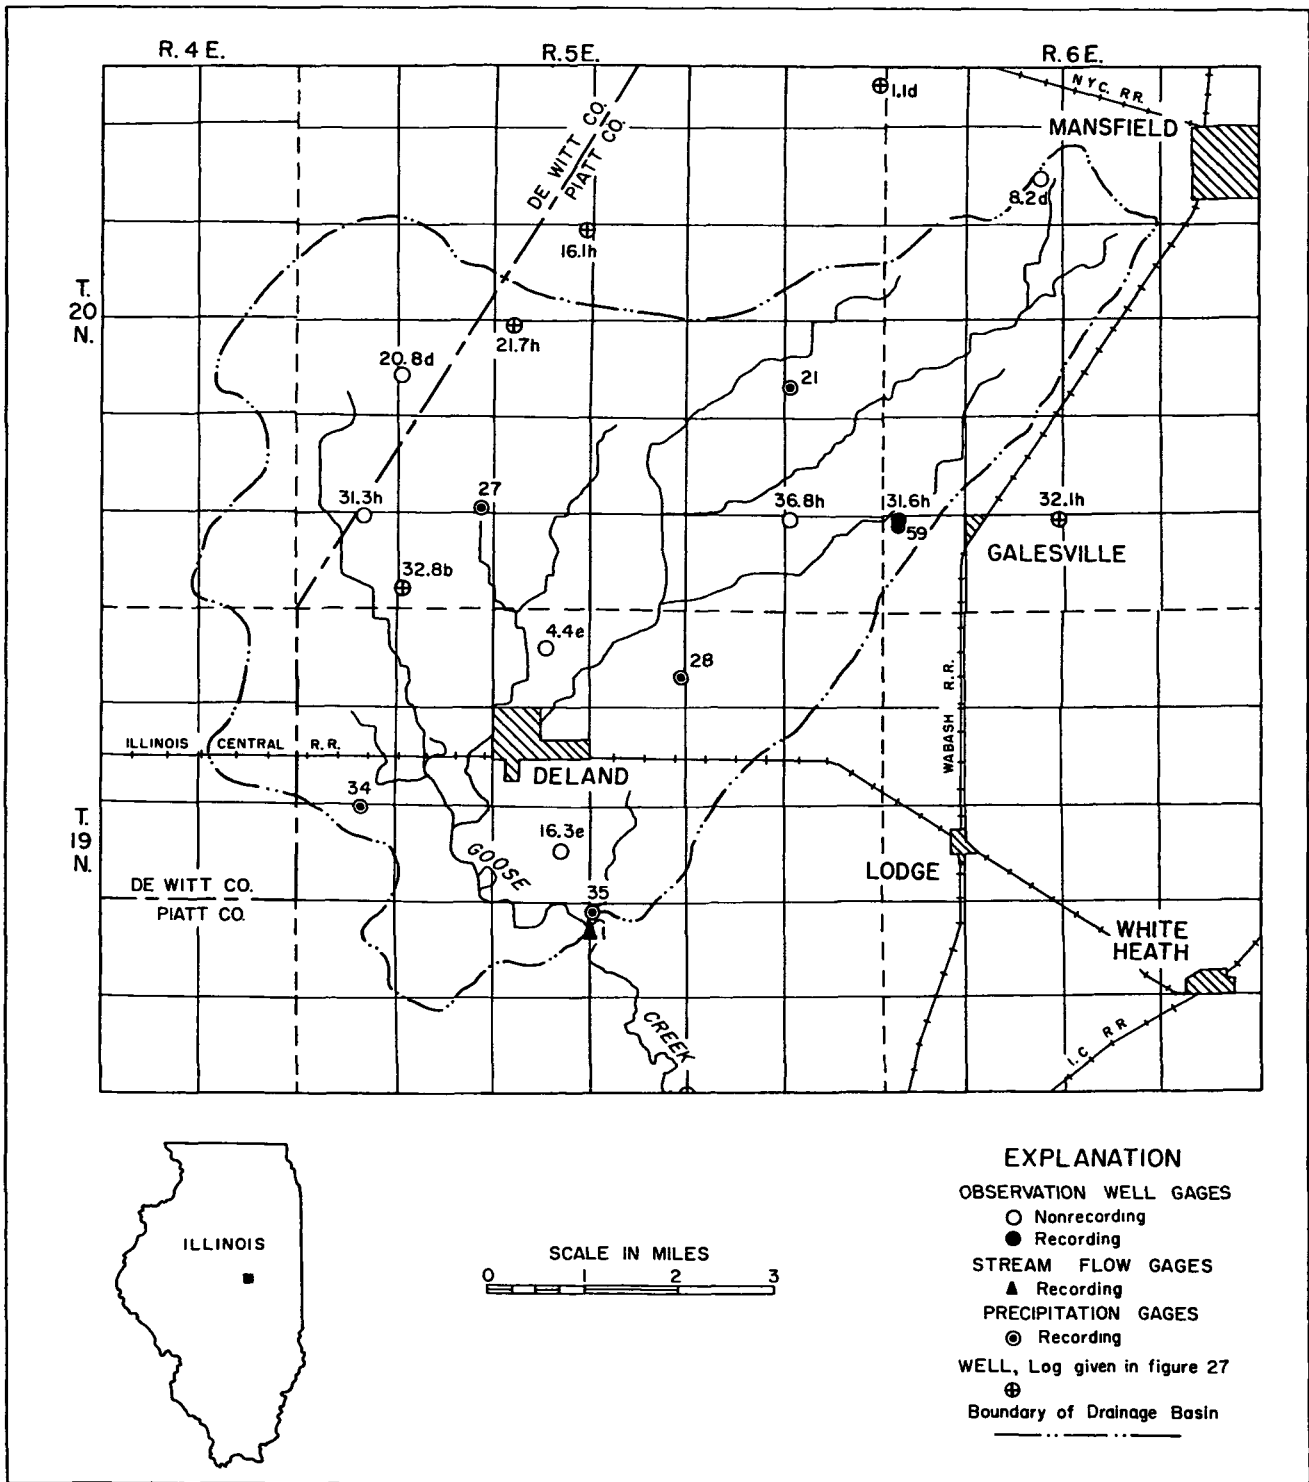 R. 4 E.
R. 5 E.
R. 6 E.
1.1d
NYC. RR.
MANSFIELD
DE WITT CO.
PIATT CO.
8.2d
16.1h
T.
20
N.
21.7h
20.8d
21
31.3h
27
36.8h
31.6h
59
32.1h
GALESVILLE
32.8b
4.4e
28
WABASH R.R.
ILLINOIS CENTRAL R.R.
DELAND
34
T.
19
N.
16.3e
GOOSE
LODGE
DE WITT CO.
PIATT CO.
35
1
WHITE
HEATH
CREEK
I.C RR
ILLINOIS
SCALE IN MILES
0 1 2 3
EXPLANATION
OBSERVATION WELL GAGES
Nonrecording
Recording
STREAM FLOW GAGES
Recording
PRECIPITATION GAGES
Recording
WELL, Log given in figure 27
Boundary of Drainage Basin